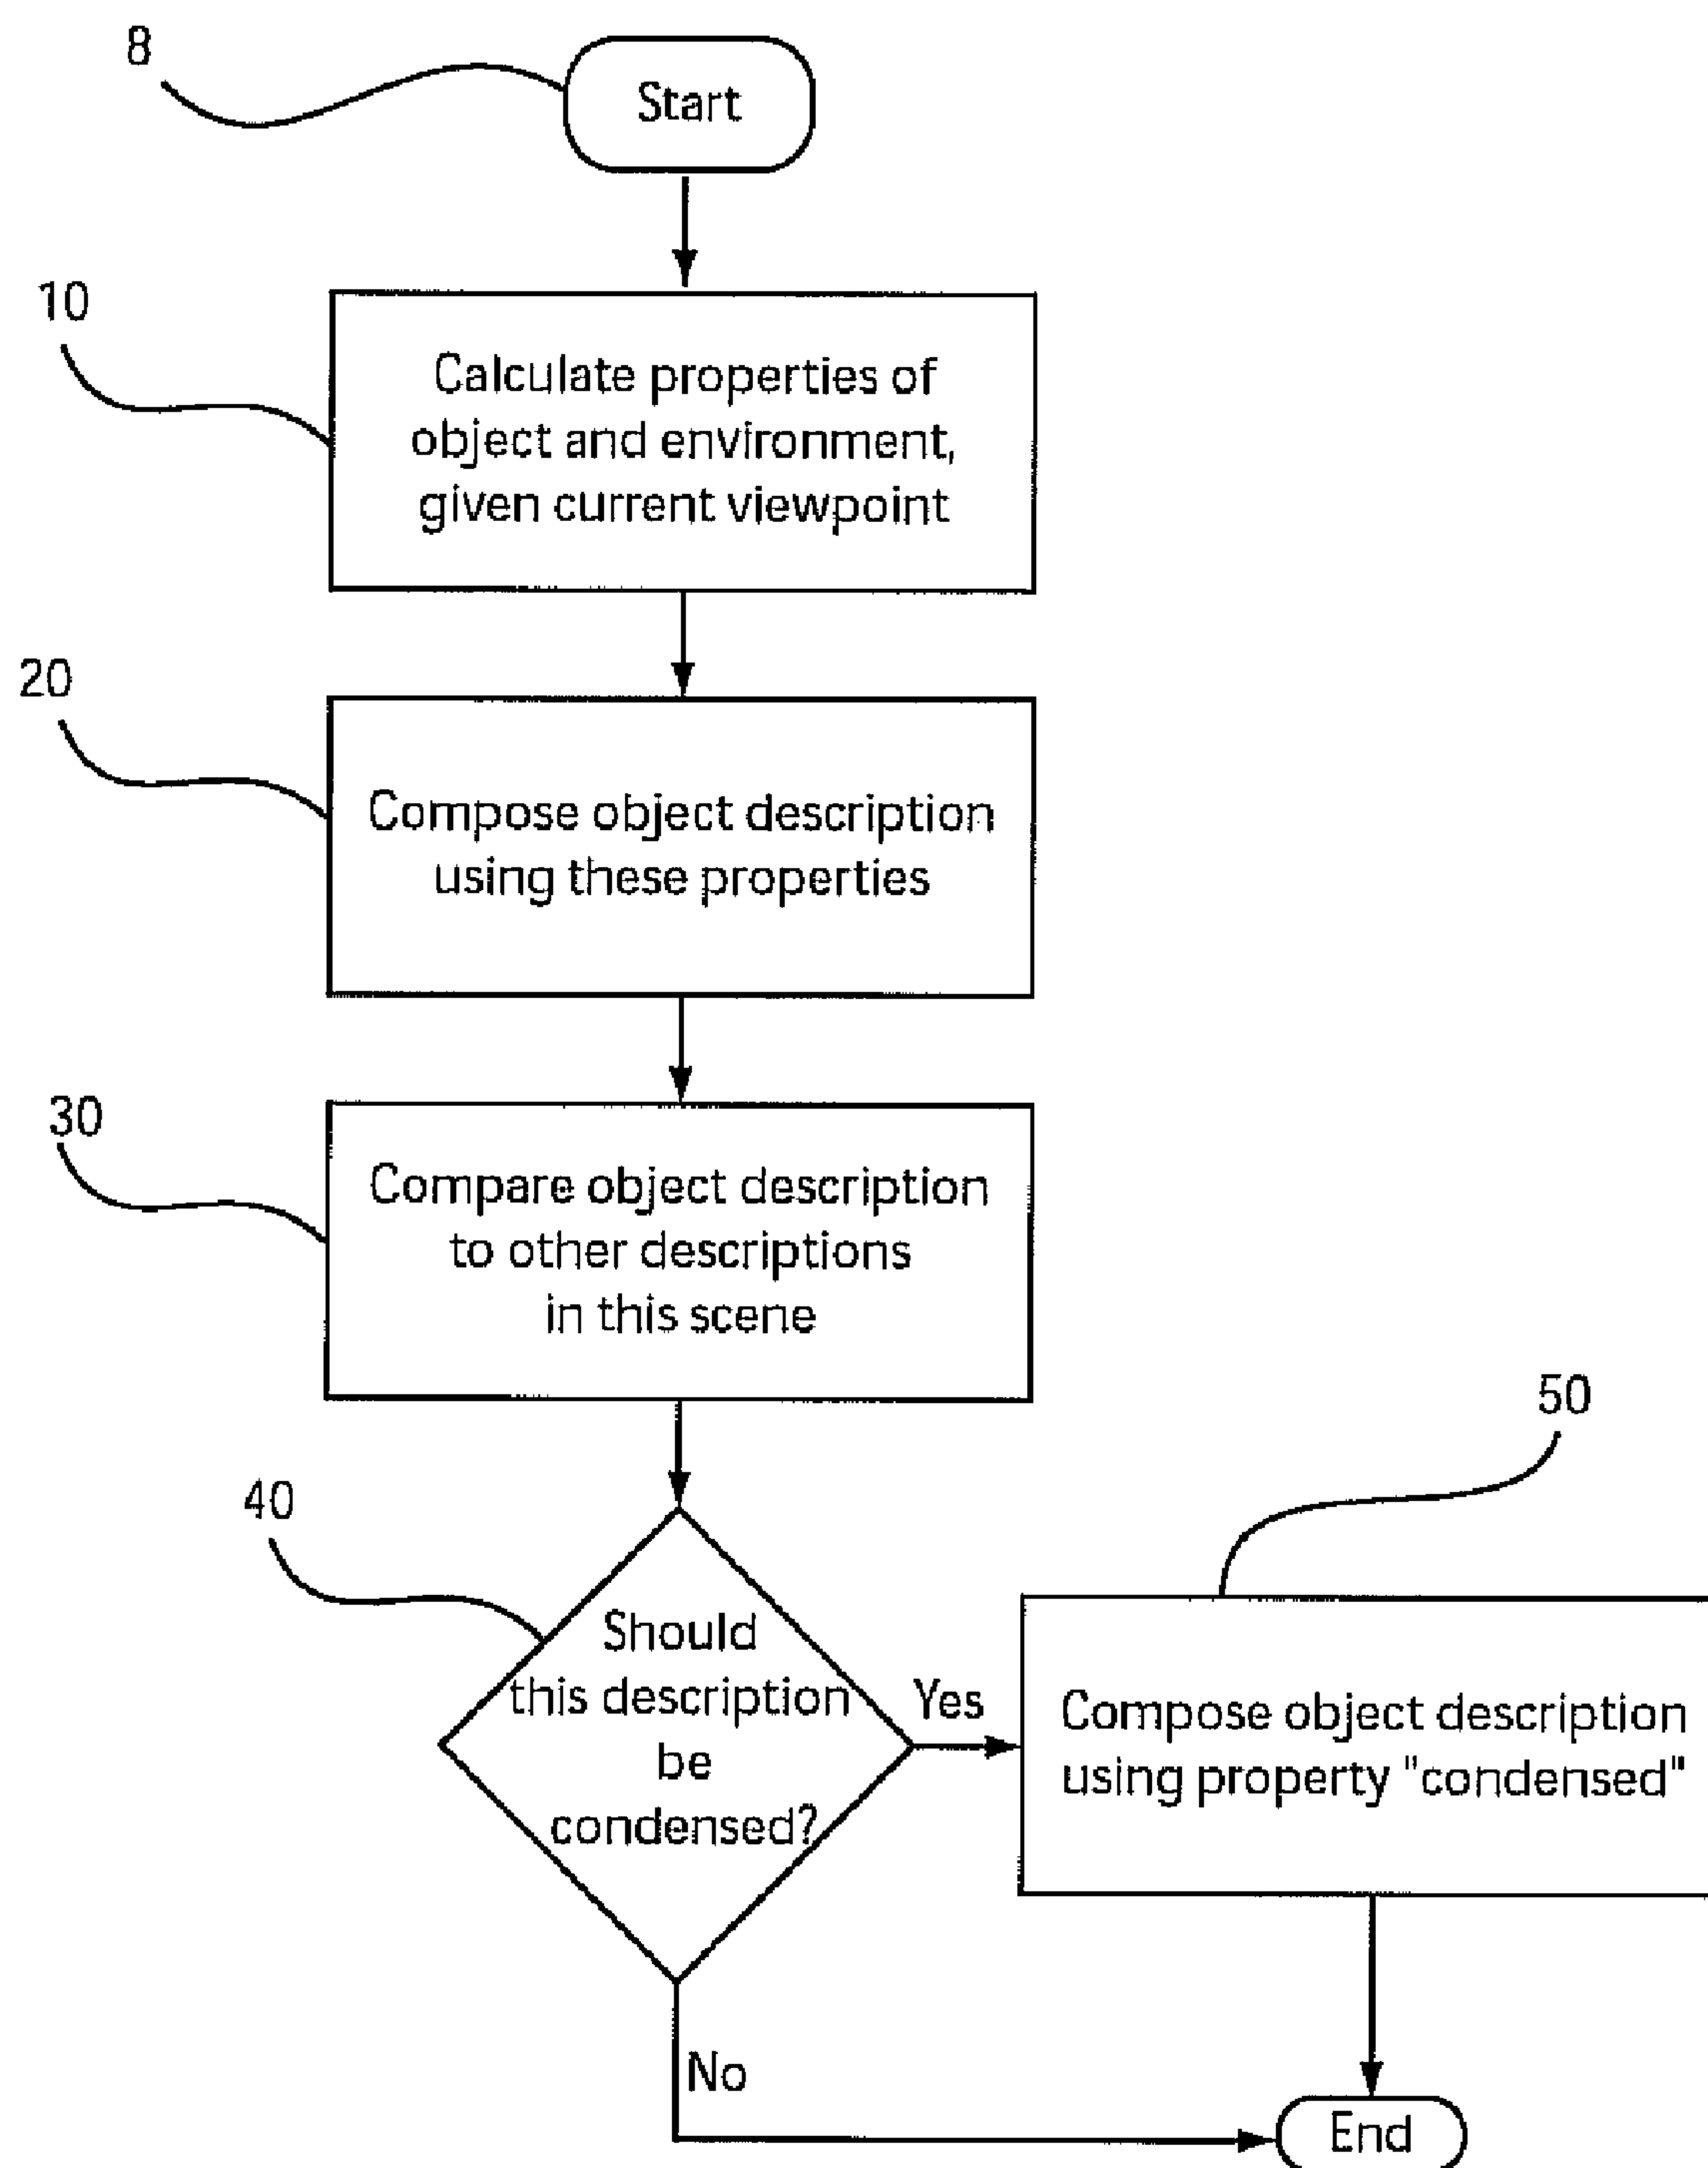 8
Start
10
Calculate properties of
object and environment,
given current viewpoint
20
Compose object description
using these properties
30
Compare object description
to other descriptions
in this scene
40
Should
this description
be
condensed?
Yes
50
Compose object description
using property "condensed"
No
End